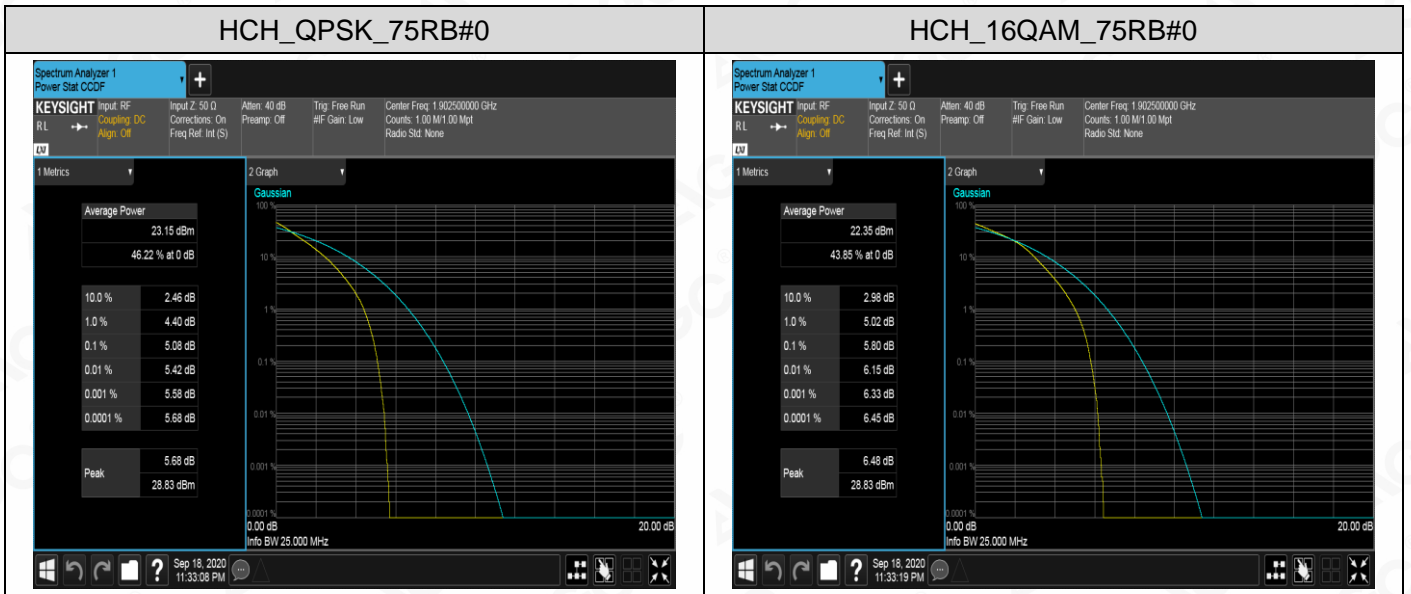 HCH_QPSK_75RB#0
Spectrum Analyzer 1
Power Stat CCDF
+
KEYSIGHT Input: RF Input Z: 50 Ω Atten: 40 dB Trig: Free Run Center Freq: 1.902500000 GHz
RL Coupling: DC Corrections: On Preamp: Off #IF Gain: Low Counts: 1.00 M/1.00 Mpt
Align: Off Freq Ref: Int (S) Radio Std: None
LXI
1 Metrics
Average Power
23.15 dBm
46.22 % at 0 dB
10.0 % 2.46 dB
1.0 % 4.40 dB
0.1 % 5.08 dB
0.01 % 5.42 dB
0.001 % 5.58 dB
0.0001 % 5.68 dB
Peak 5.68 dB
28.83 dBm
2 Graph
Gaussian
100 %
10 %
1 %
0.1 %
0.01 %
0.001 %
0.0001 %
0.00 dB 20.00 dB
Info BW 25.000 MHz
? Sep 18, 2020
11:33:08 PM
HCH_16QAM_75RB#0
Spectrum Analyzer 1
Power Stat CCDF
+
KEYSIGHT Input: RF Input Z: 50 Ω Atten: 40 dB Trig: Free Run Center Freq: 1.902500000 GHz
RL Coupling: DC Corrections: On Preamp: Off #IF Gain: Low Counts: 1.00 M/1.00 Mpt
Align: Off Freq Ref: Int (S) Radio Std: None
LXI
1 Metrics
Average Power
22.35 dBm
43.85 % at 0 dB
10.0 % 2.98 dB
1.0 % 5.02 dB
0.1 % 5.80 dB
0.01 % 6.15 dB
0.001 % 6.33 dB
0.0001 % 6.45 dB
Peak 6.48 dB
28.83 dBm
2 Graph
Gaussian
100 %
10 %
1 %
0.1 %
0.01 %
0.001 %
0.0001 %
0.00 dB 20.00 dB
Info BW 25.000 MHz
? Sep 18, 2020
11:33:19 PM